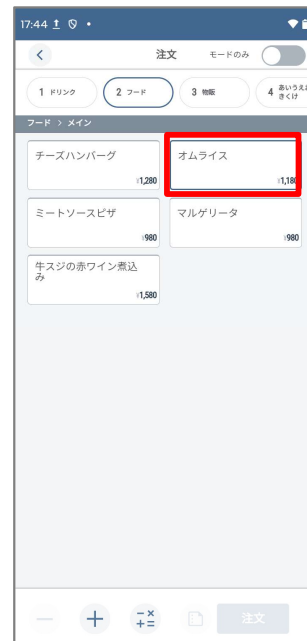 17:44
注文 モードのみ
1 ドリンク 2 フード 3 物販 4 あいうえお
きくけ
フード > メイン
チーズハンバーグ オムライス
¥1,280 ¥1,180
ミートソースピザ マルゲリータ
¥980 ¥980
牛スジの赤ワイン煮込
み
¥1,580
注文